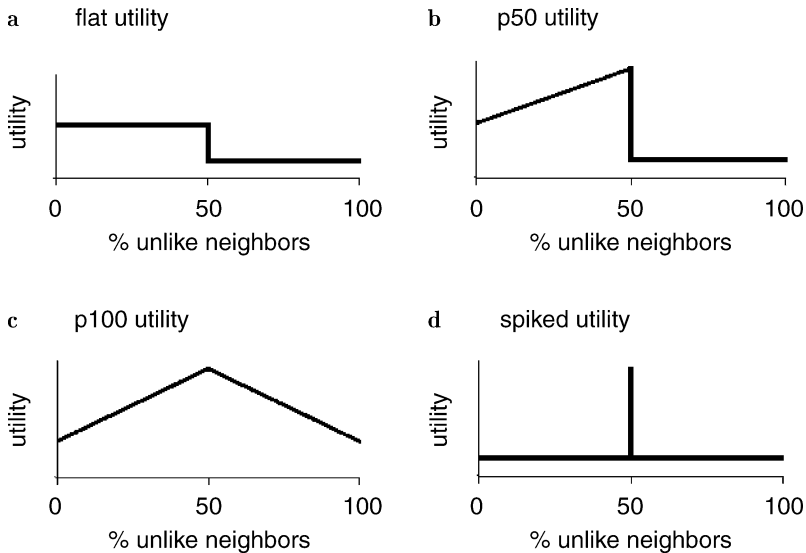 a flat utility
utility
0 50 100
% unlike neighbors
b p50 utility
utility
0 50 100
% unlike neighbors
c p100 utility
utility
0 50 100
% unlike neighbors
d spiked utility
utility
0 50 100
% unlike neighbors